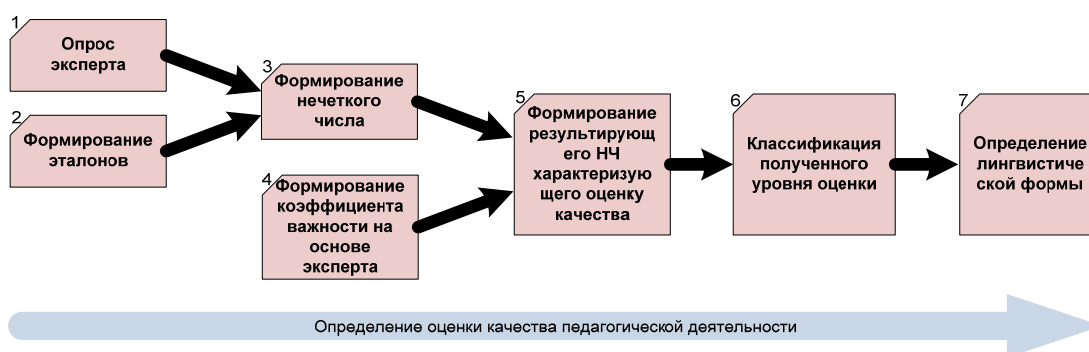 1
Опрос
эксперта
2
Формирование
эталонов
3
Формирование
нечеткого
числа
4
Формирование
коэффициента
важности на
основе
эксперта
5
Формирование
результирующ
его НЧ
характеризую
щего оценку
качества
6
Классификация
полученного
уровня оценки
7
Определение
лингвистиче
ской формы
Определение оценки качества педагогической деятельности